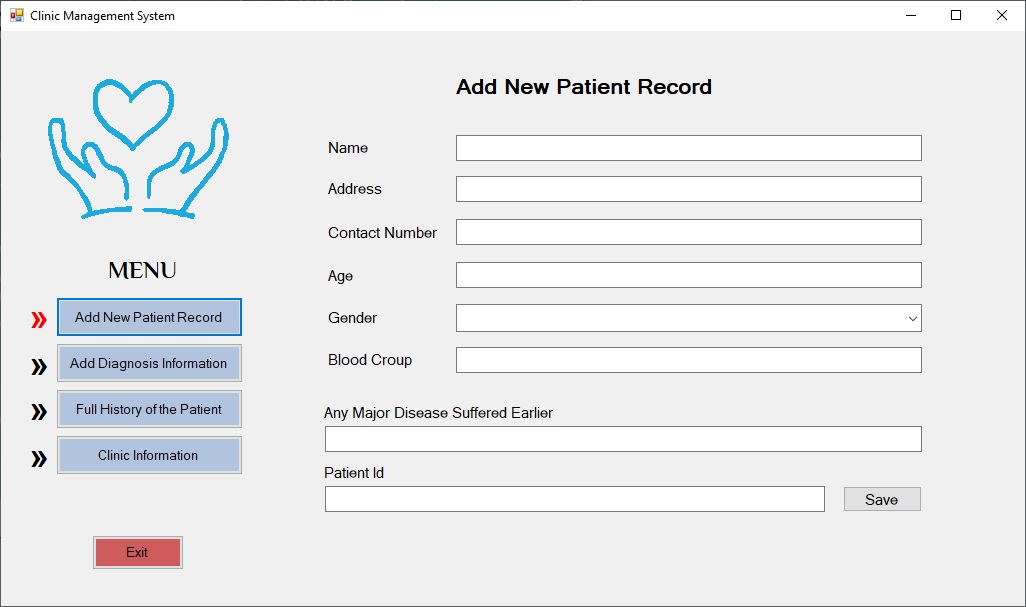 Clinic Management System
Add New Patient Record
Name
Address
Contact Number
Age
Gender
Blood Croup
Any Major Disease Suffered Earlier
Patient Id
Save
MENU
Add New Patient Record
Add Diagnosis Information
Full History of the Patient
Clinic Information
Exit